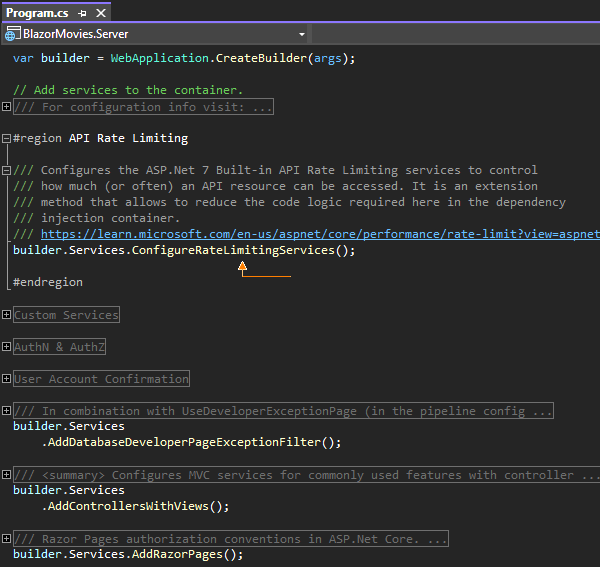 Program.cs
BlazorMovies.Server
var builder = WebApplication.CreateBuilder(args);
// Add services to the container.
/// For configuration info visit: ...
#region API Rate Limiting
/// Configures the ASP.Net 7 Built-in API Rate Limiting services to control
/// how much (or often) an API resource can be accessed. It is an extension
/// method that allows to reduce the code logic required here in the dependency
/// injection container.
/// https://learn.microsoft.com/en-us/aspnet/core/performance/rate-limit?view=aspnet
builder.Services.ConfigureRateLimitingServices();
#endregion
Custom Services
AuthN & AuthZ
User Account Confirmation
/// In combination with UseDeveloperExceptionPage (in the pipeline config ...
builder.Services
.AddDatabaseDeveloperPageExceptionFilter();
/// <summary> Configures MVC services for commonly used features with controller ...
builder.Services
.AddControllersWithViews();
/// Razor Pages authorization conventions in ASP.Net Core. ...
builder.Services.AddRazorPages();